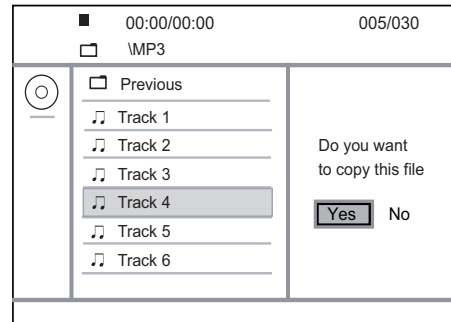 00:00/00:00 005/030
\MP3
Previous
Track 1
Track 2
Track 3
Track 4
Track 5
Track 6
Do you want
to copy this file
Yes No